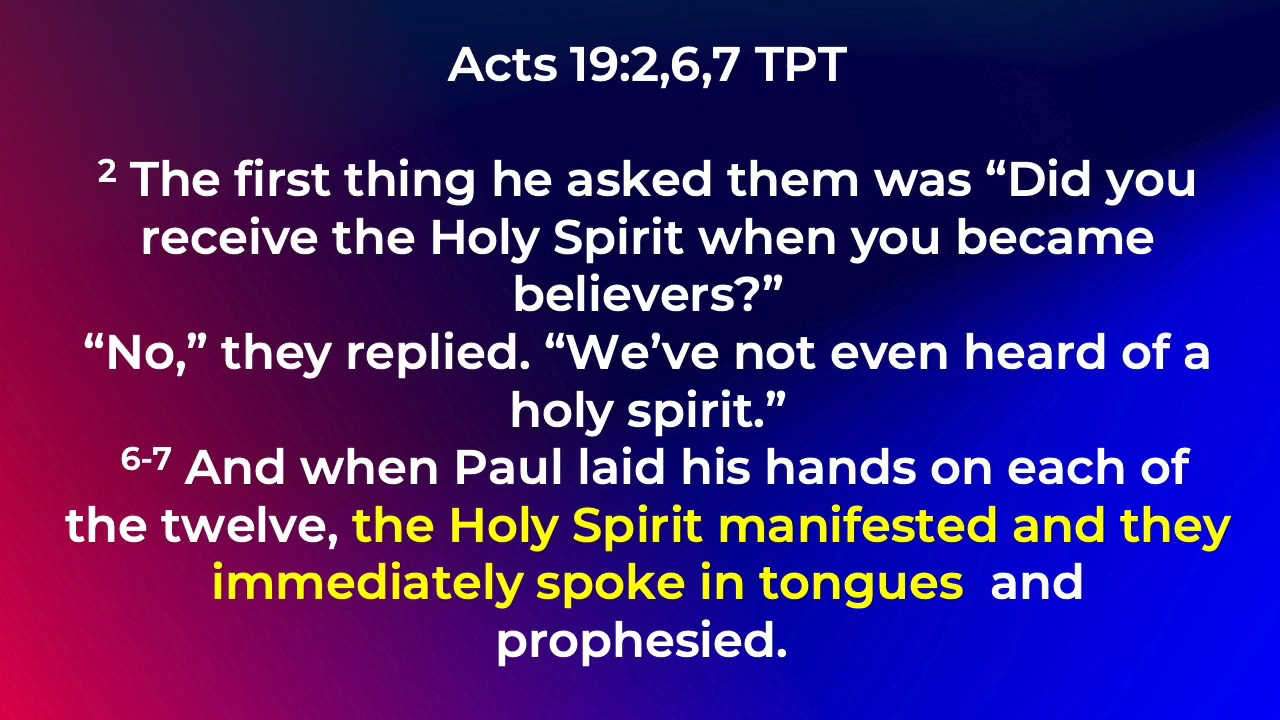 Acts 19:2,6,7 TPT
² The first thing he asked them was “Did you
receive the Holy Spirit when you became
believers?”
“No,” they replied. “We’ve not even heard of a
holy spirit.”
⁶⁻⁷ And when Paul laid his hands on each of
the twelve, the Holy Spirit manifested and they
immediately spoke in tongues  and
prophesied.